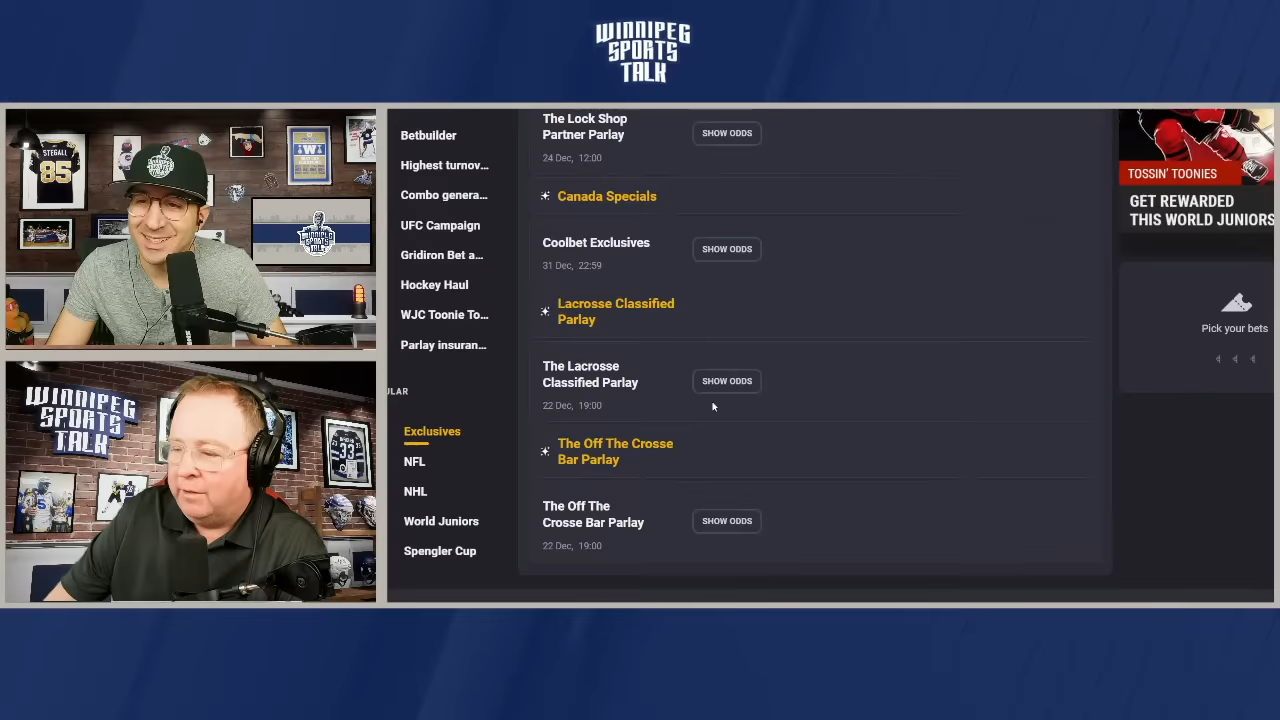 WINNIPEG
SPORTS
TALK
STEGALL
85
W
WINNIPEG
SPORTS
TALK
33
Betbuilder
Highest turnov...
Combo genera...
UFC Campaign
Gridiron Bet a...
Hockey Haul
WJC Toonie To...
Parlay insuran...
ULAR
Exclusives
NFL
NHL
World Juniors
Spengler Cup
The Lock Shop
Partner Parlay
SHOW ODDS
24 Dec, 12:00
Canada Specials
Coolbet Exclusives
SHOW ODDS
31 Dec, 22:59
Lacrosse Classified
Parlay
The Lacrosse
Classified Parlay
SHOW ODDS
22 Dec, 19:00
The Off The Crosse
Bar Parlay
The Off The
Crosse Bar Parlay
SHOW ODDS
22 Dec, 19:00
TOSSIN' TOONIES
GET REWARDED
THIS WORLD JUNIORS
Pick your bets